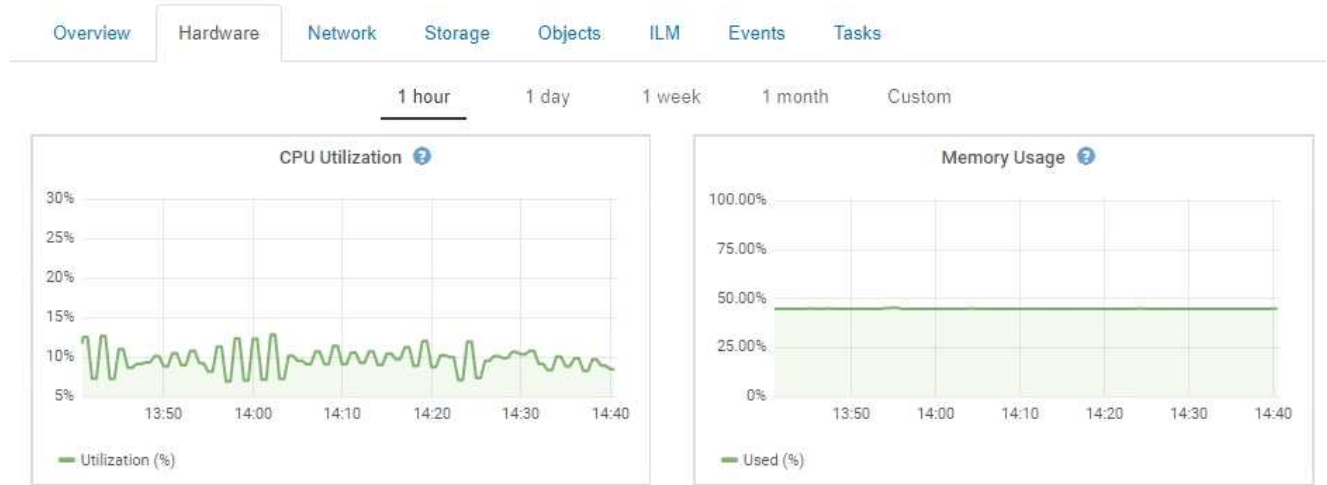 Overview Hardware Network Storage Objects ILM Events Tasks
1 hour 1 day 1 week 1 month Custom
CPU Utilization ?
30%
25%
20%
15%
10%
5%
13:50 14:00 14:10 14:20 14:30 14:40
Utilization (%)
Memory Usage ?
100.00%
75.00%
50.00%
25.00%
0%
13:50 14:00 14:10 14:20 14:30 14:40
Used (%)